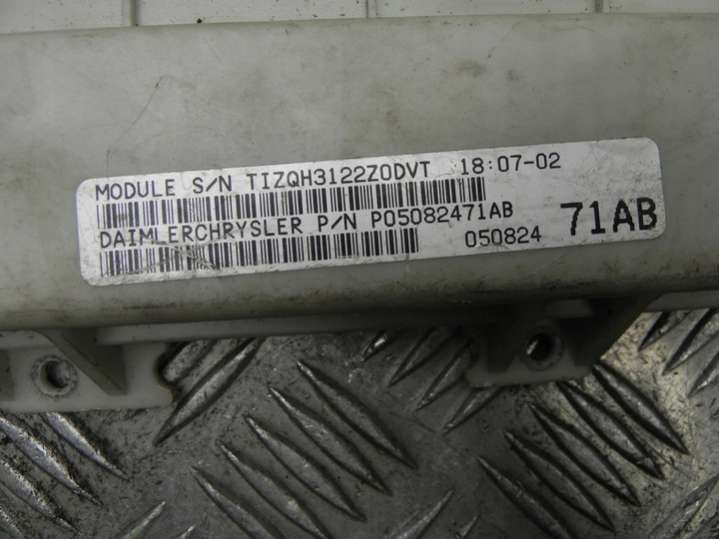 MODULE S/N TIZQH3122Z0DVT 18:07-02
DAIMLERCHRYSLER P/N P05082471AB
050824 71AB